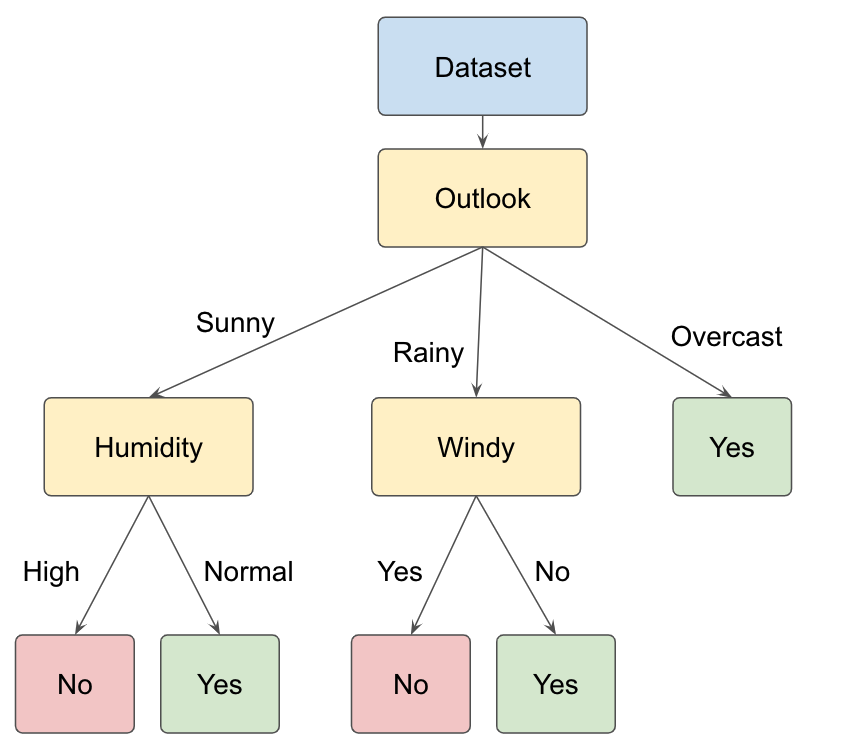 Dataset
Outlook
Sunny
Rainy
Overcast
Humidity
Windy
Yes
High
Normal
Yes
No
No
Yes
No
Yes